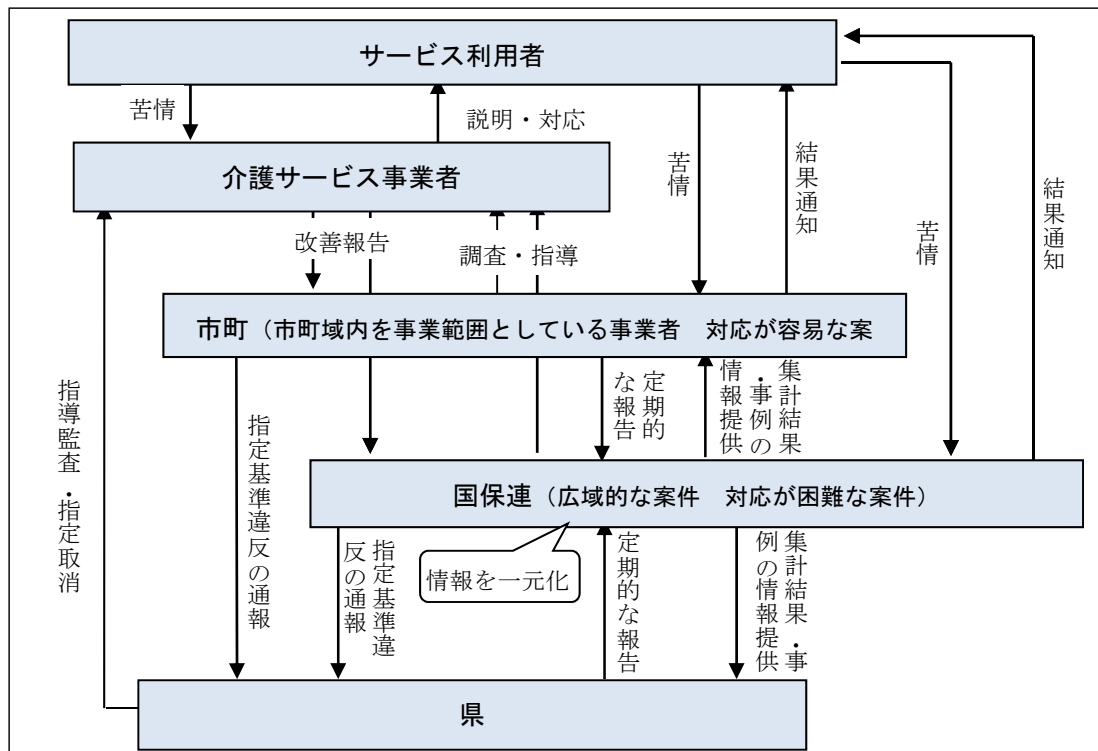 サービス利用者
苦情
説明・対応
介護サービス事業者
苦情
結果通知
苦情
結果通知
改善報告
調査・指導
市町（市町域内を事業範囲としている事業者　対応が容易な案
指導監査・指定取消
指定基準違反の通報
定期的
な報告
集計結果
・事例の
情報提供
国保連（広域的な案件　対応が困難な案件）
情報を一元化
指定基準違
反の通報
定期的な報告
集計結果・事
例の情報提供
県